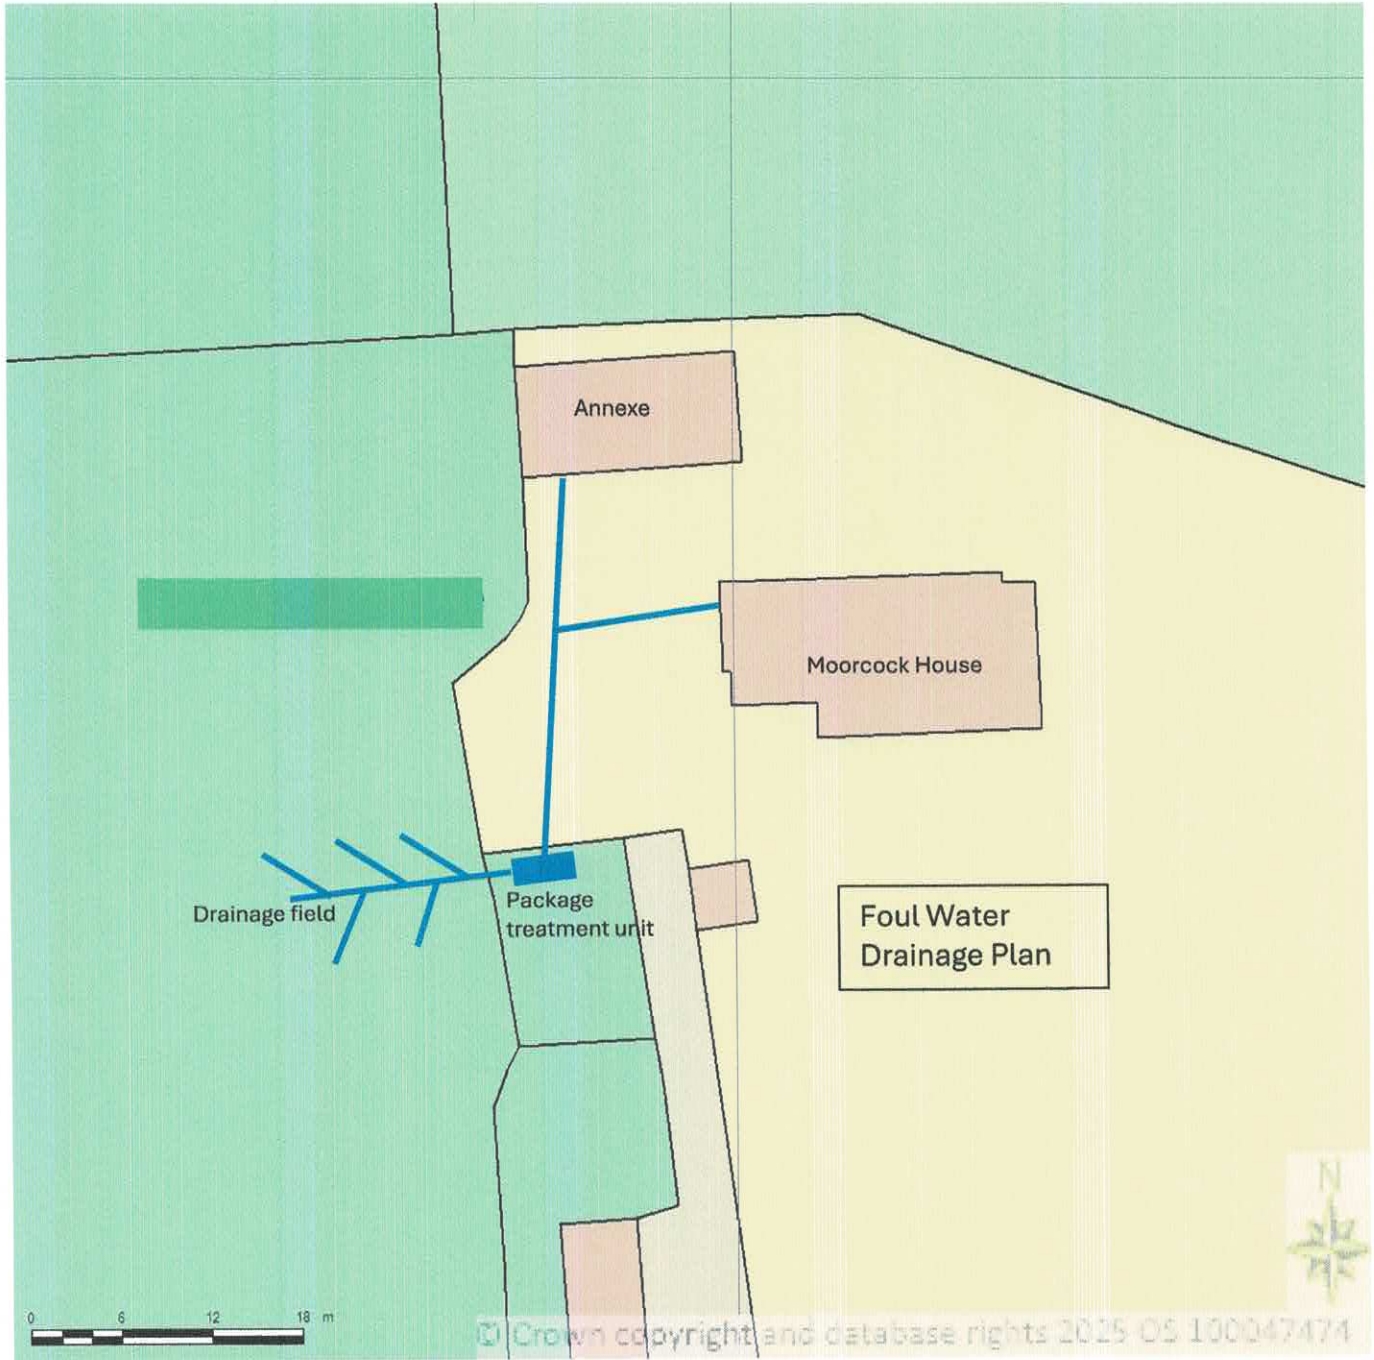 Annexe
Moorcock House
Drainage field
Package
treatment unit
Foul Water
Drainage Plan
N
0 6 12 18 m
© Crown copyright and database rights 2025 OS 100047474